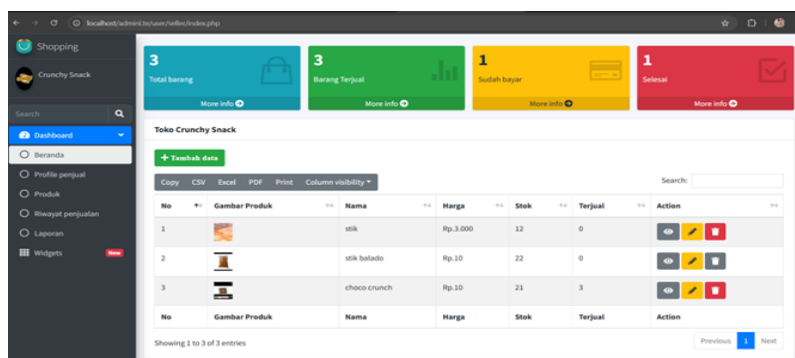 localhost/adminLte/user/seller/index.php
Shopping
Crunchy Snack
Search
Dashboard
Beranda
Profile penjual
Produk
Riwayat penjualan
Laporan
Widgets New
3 3 1 1
Total barang Barang Terjual Sudah bayar Selesai
More info More info More info More info
Toko Crunchy Snack
+ Tambah data
Copy CSV Excel PDF Print Column visibility Search:
No Gambar Produk Nama Harga Stok Terjual Action
1 stik Rp.3.000 12 0
2 stik balado Rp.10 22 0
3 choco crunch Rp.10 21 3
No Gambar Produk Nama Harga Stok Terjual Action
Showing 1 to 3 of 3 entries Previous 1 Next